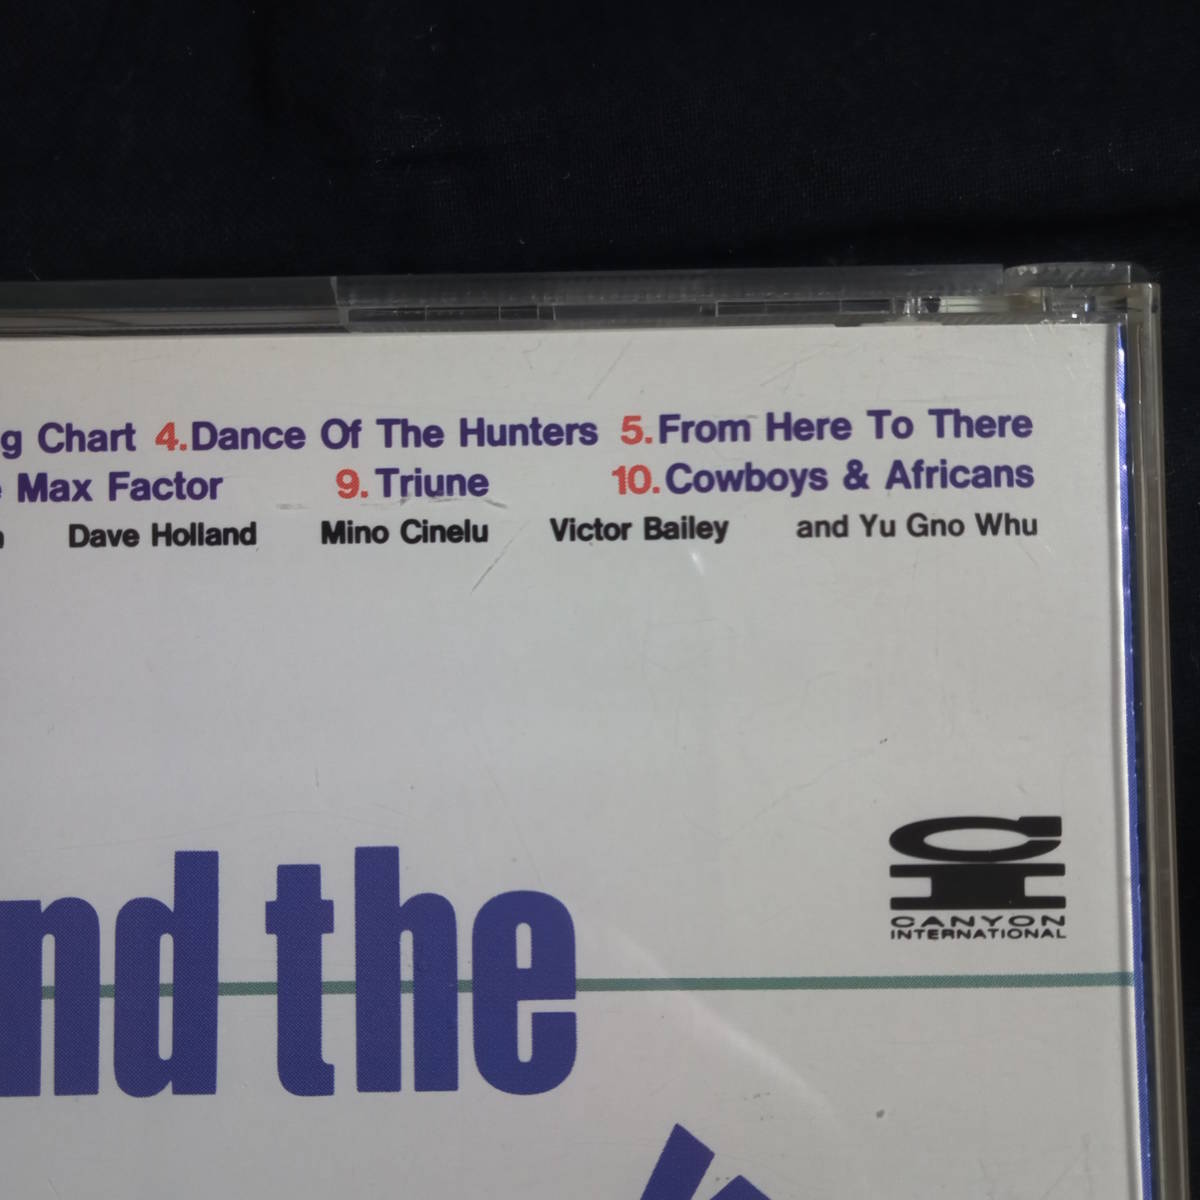 g Chart 4.Dance Of The Hunters 5.From Here To There
Max Factor 9. Triune 10.Cowboys & Africans
Dave Holland Mino Cinelu Victor Bailey and Yu Gno Whu
CI
CANYON
INTERNATIONAL
nd the